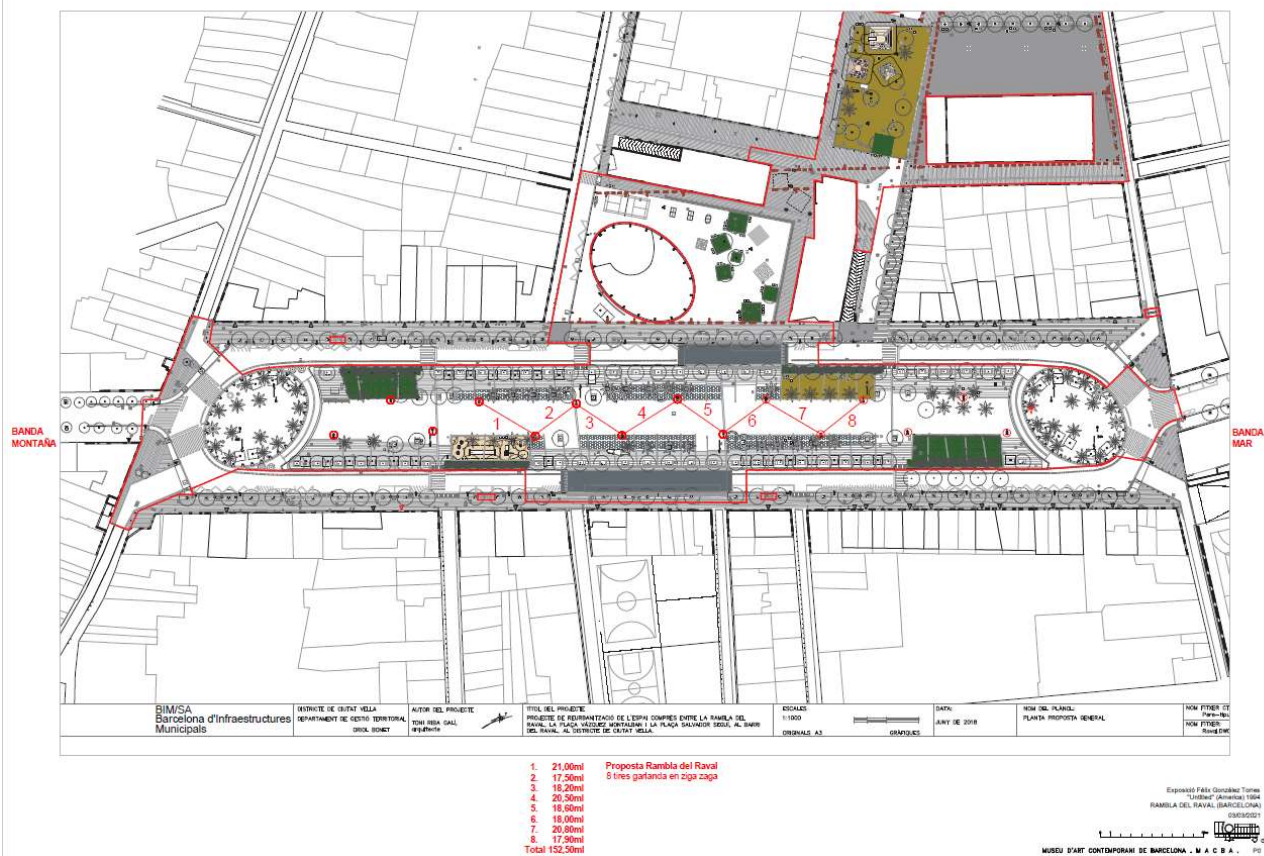 BANDA
MONTAÑA
BANDA
MAR
1
2
3
4
5
6
7
8
BIM/SA
Barcelona d'Infraestructures
Municipals
DISTRICTE DE CIUTAT VELLA
DEPARTAMENT DE GESTIÓ TERRITORIAL
ORIOL BONET
AUTOR DEL PROJECTE
TONI RIBA GALÍ,
arquitecte
TITOL DEL PROJECTE
PROJECTE DE REURBANITZACIÓ DE L'ESPAI COMPRÈS ENTRE LA RAMBLA DEL
RAVAL, LA PLAÇA VÁZQUEZ MONTALBAN I LA PLAÇA SALVADOR SEGUÍ, AL BARRI
DEL RAVAL, AL DISTRICTE DE CIUTAT VELLA.
ESCALES
1:1000
ORIGINALS A3
GRÀFIQUES
DATA:
JUNY DE 2018
NOM DEL PLÀNOL:
PLANTA PROPOSTA GENERAL
NOM FITXER
NOM FITXER:
1. 21,00ml
2. 17,50ml
3. 18,20ml
4. 20,50ml
5. 18,60ml
6. 18,00ml
7. 20,80ml
8. 17,90ml
Total 152,50ml
Proposta Rambla del Raval
8 tires garlanda en ziga zaga
Exposició Félix González Torres
"Untitled" (America) 1994
RAMBLA DEL RAVAL (BARCELONA)
03/03/2021
MUSEU D'ART CONTEMPORANI DE BARCELONA . M A C B A .